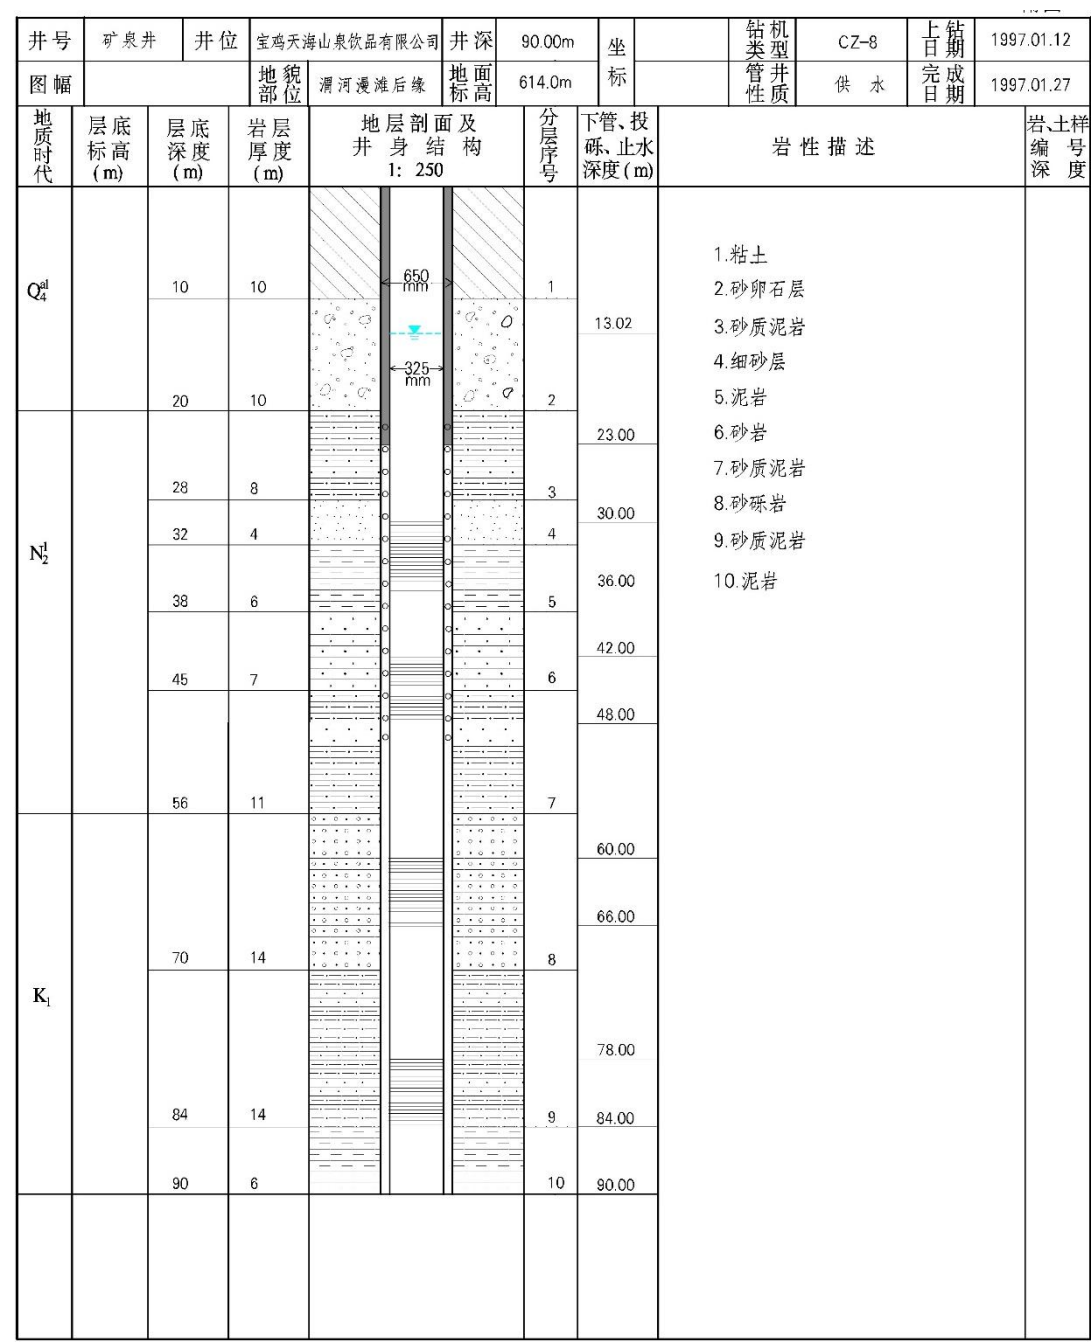 井号 矿泉井 井位 宝鸡天海山泉饮品有限公司 井深 90.00m 坐标 钻机类型 CZ-8 上钻日期 1997.01.12
图幅 地貌部位 渭河漫滩后缘 地面标高 614.0m 管井性质 供水 完成日期 1997.01.27
地质时代 层底标高(m) 层底深度(m) 岩层厚度(m) 地层剖面及井身结构 1: 250 分层序号 下管、投砾、止水深度(m) 岩性描述 岩、土样编号深度
Q₄ᵃˡ 10 10 650mm 1
13.02
325mm
20 10 2
23.00
28 8 3
30.00
N₂¹ 32 4 4
36.00
38 6 5
42.00
45 7 6
48.00
56 11 7
60.00
66.00
70 14 8
K₁
78.00
84 14 9 84.00
90 6 10 90.00
1.粘土
2.砂卵石层
3.砂质泥岩
4.细砂层
5.泥岩
6.砂岩
7.砂质泥岩
8.砂砾岩
9.砂质泥岩
10.泥岩